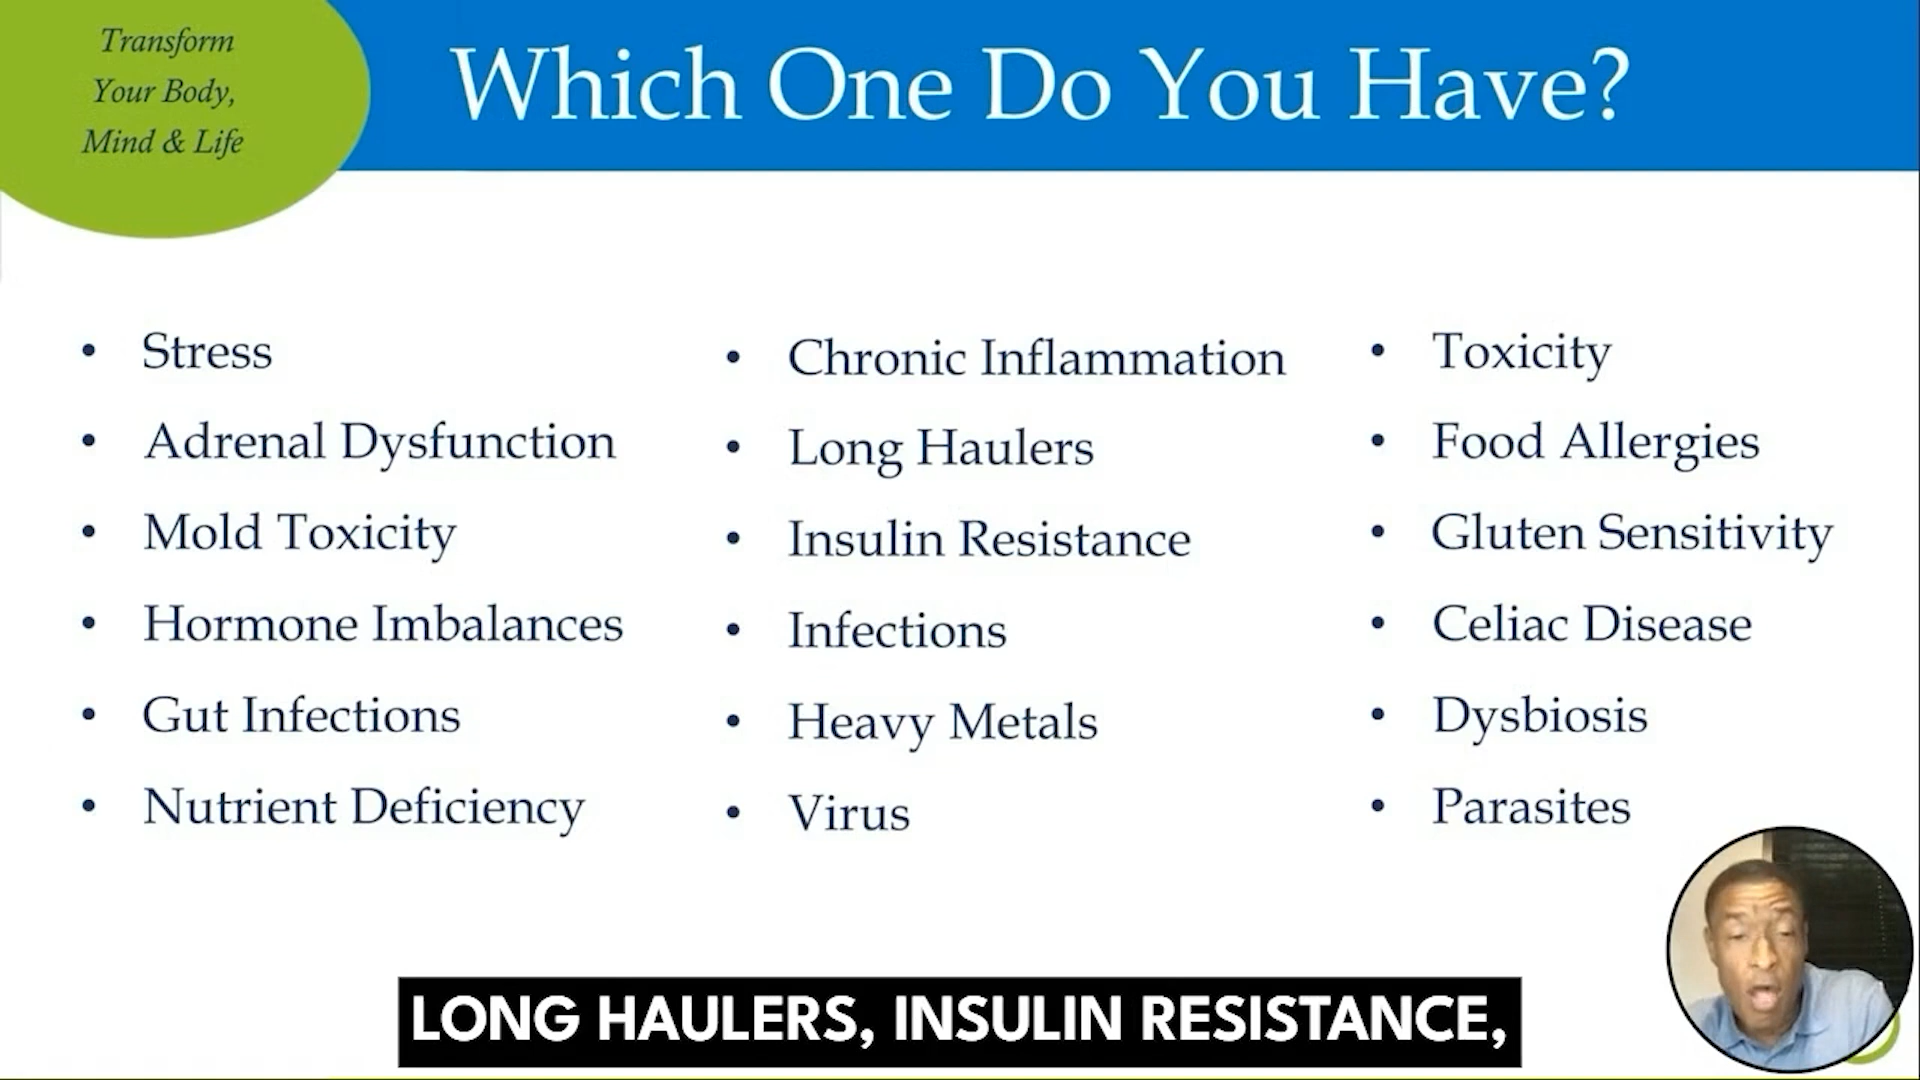 Transform
Your Body,
Mind & Life
Which One Do You Have?
• Stress
• Adrenal Dysfunction
• Mold Toxicity
• Hormone Imbalances
• Gut Infections
• Nutrient Deficiency
• Chronic Inflammation
• Long Haulers
• Insulin Resistance
• Infections
• Heavy Metals
• Virus
• Toxicity
• Food Allergies
• Gluten Sensitivity
• Celiac Disease
• Dysbiosis
• Parasites
LONG HAULERS, INSULIN RESISTANCE,